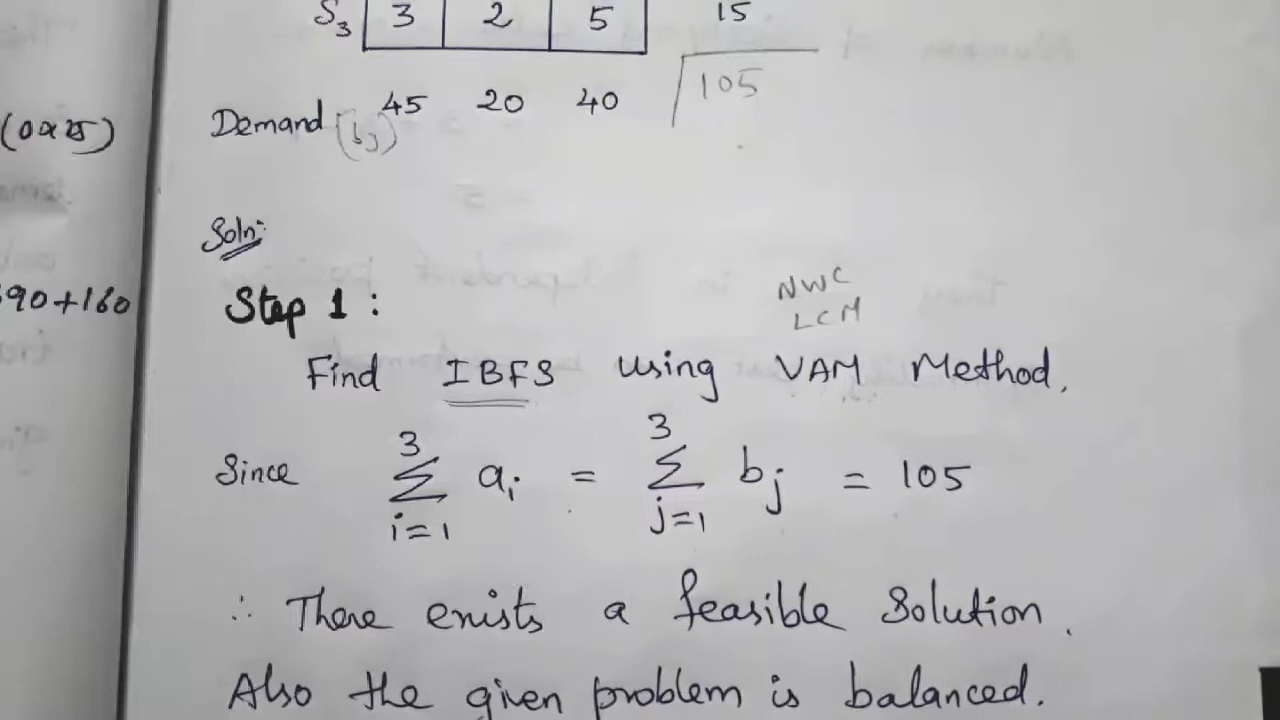 S3 3 2 5 15
105
Demand (bj) 45 20 40
Soln:
Step 1:
NWC
LCM
Find IBFS using VAM Method.
Since 3 Σ i=1 ai = 3 Σ j=1 bj = 105
∴ There exists a feasible Solution.
Also the given problem is balanced.
90+160